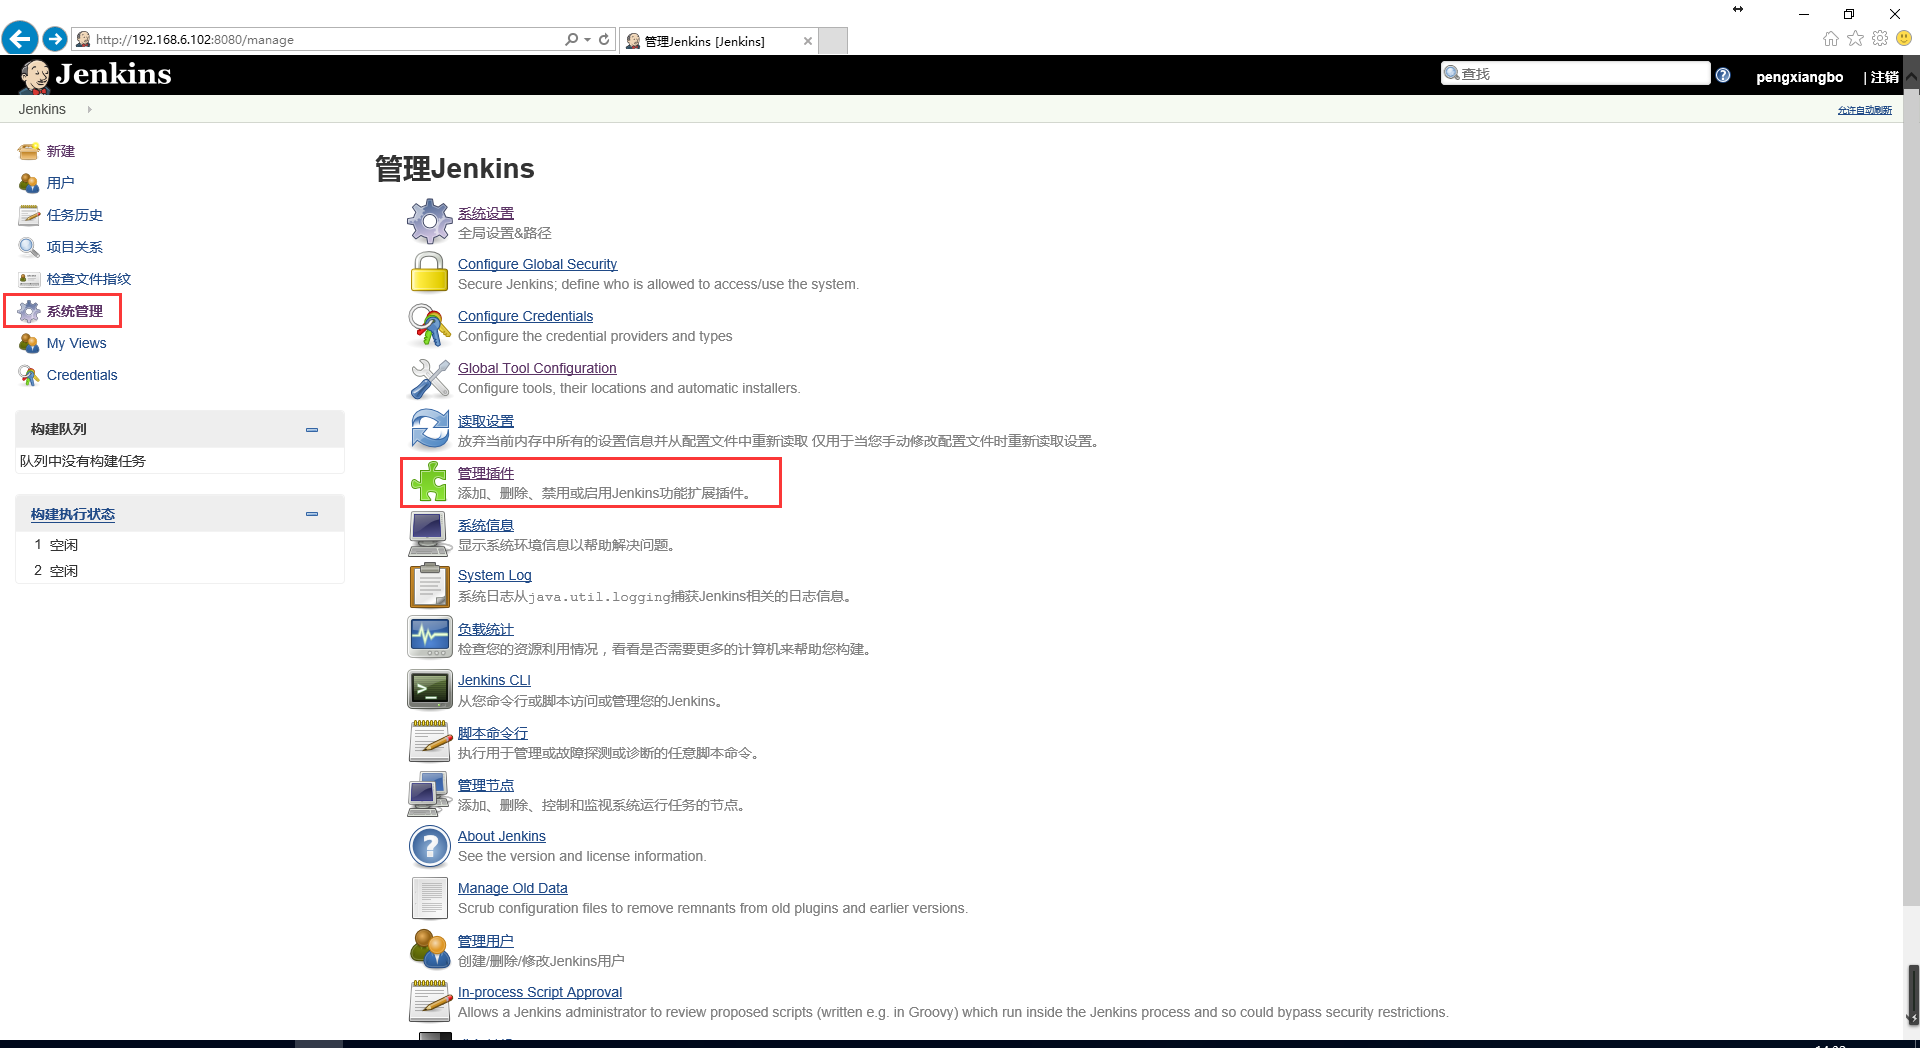 http://192.168.6.102:8080/manage
管理Jenkins [Jenkins]
Jenkins
查找
pengxiangbo
| 注销
Jenkins
允许自动刷新
新建
用户
任务历史
项目关系
检查文件指纹
系统管理
My Views
Credentials
构建队列
队列中没有构建任务
构建执行状态
1 空闲
2 空闲
管理Jenkins
系统设置
全局设置&路径
Configure Global Security
Secure Jenkins; define who is allowed to access/use the system.
Configure Credentials
Configure the credential providers and types
Global Tool Configuration
Configure tools, their locations and automatic installers.
读取设置
放弃当前内存中所有的设置信息并从配置文件中重新读取 仅用于当您手动修改配置文件时重新读取设置。
管理插件
添加、删除、禁用或启用Jenkins功能扩展插件。
系统信息
显示系统环境信息以帮助解决问题。
System Log
系统日志从java.util.logging捕获Jenkins相关的日志信息。
负载统计
检查您的资源利用情况，看看是否需要更多的计算机来帮助您构建。
Jenkins CLI
从您命令行或脚本访问或管理您的Jenkins。
脚本命令行
执行用于管理或故障探测或诊断的任意脚本命令。
管理节点
添加、删除、控制和监视系统运行任务的节点。
About Jenkins
See the version and license information.
Manage Old Data
Scrub configuration files to remove remnants from old plugins and earlier versions.
管理用户
创建/删除/修改Jenkins用户
In-process Script Approval
Allows a Jenkins administrator to review proposed scripts (written e.g. in Groovy) which run inside the Jenkins process and so could bypass security restrictions.